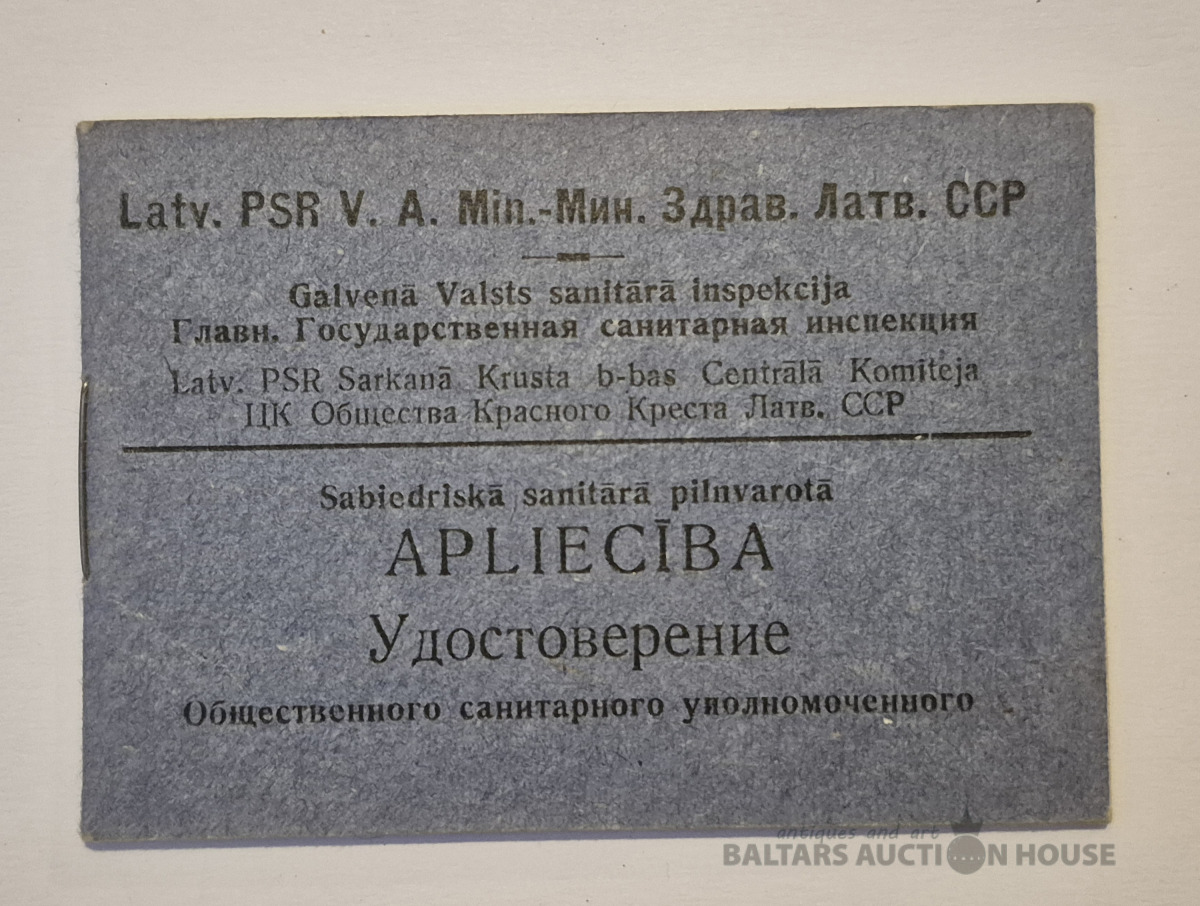 Latv. PSR V. A. Min.-Мин. Здрав. Латв. ССР
Galvenā Valsts sanitārā inspekcija
Главн. Государственная санитарная инспекция
Latv. PSR Sarkanā Krusta b-bas Centrālā Komiteja
ЦК Общества Красного Креста Латв. ССР
Sabiedriskā sanitārā pilnvarotā
APLIECĪBA
Удостоверение
Общественного санитарного уполномоченного
antiques and art
BALTARS AUCTION HOUSE